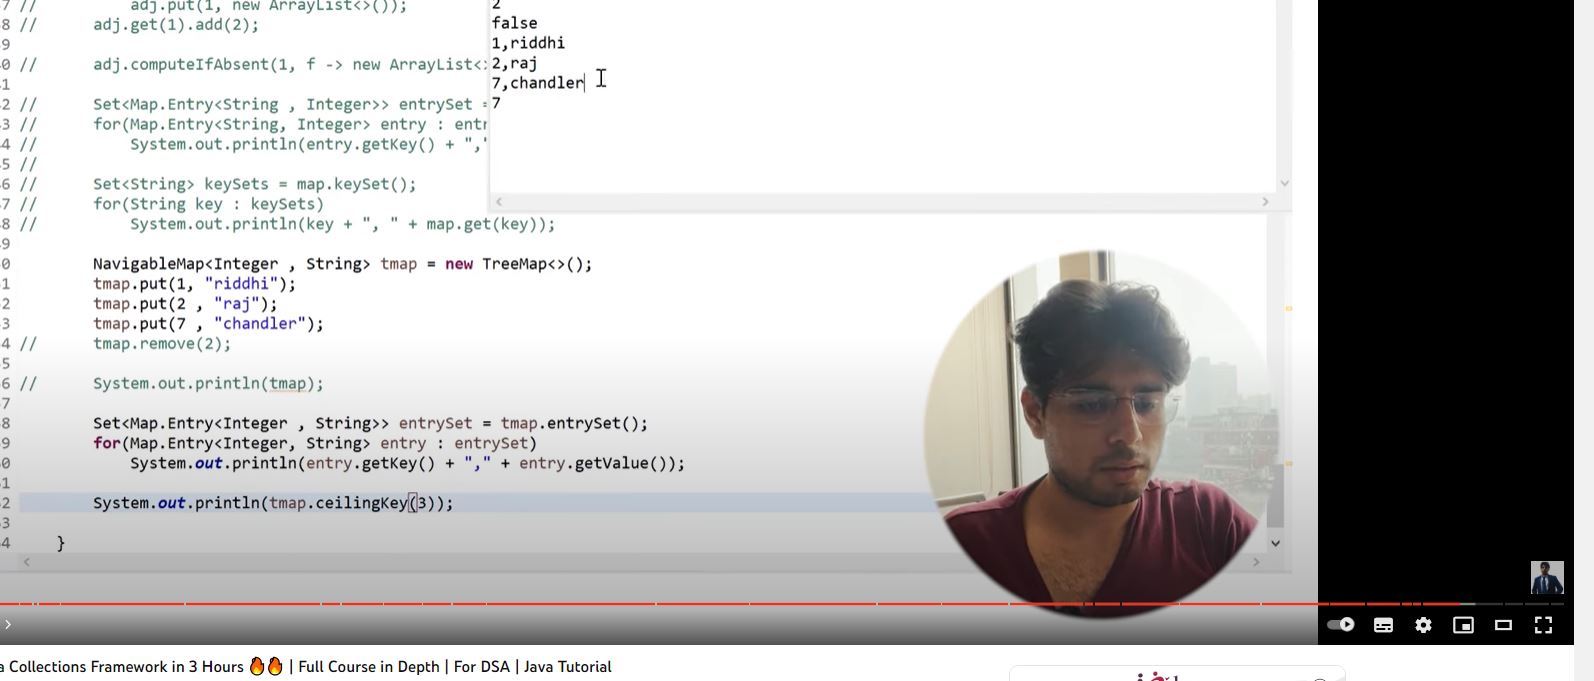 7 //          adj.put(1, new ArrayList<>());
8 //      adj.get(1).add(2);
9
0 //      adj.computeIfAbsent(1, f -> new ArrayList<
1
2 //      Set<Map.Entry<String , Integer>> entrySet =
3 //      for(Map.Entry<String, Integer> entry : entr
4 //          System.out.println(entry.getKey() + ","
5 //
6 //      Set<String> keySets = map.keySet();
7 //      for(String key : keySets)
8 //          System.out.println(key + ", " + map.get(key));
9
0       NavigableMap<Integer , String> tmap = new TreeMap<>();
1       tmap.put(1, "riddhi");
2       tmap.put(2 , "raj");
3       tmap.put(7 , "chandler");
4 //      tmap.remove(2);
5
6 //      System.out.println(tmap);
7
8       Set<Map.Entry<Integer , String>> entrySet = tmap.entrySet();
9       for(Map.Entry<Integer, String> entry : entrySet)
0           System.out.println(entry.getKey() + "," + entry.getValue());
1
2       System.out.println(tmap.ceilingKey(3));
3
4   }
2
false
1,riddhi
2,raj
7,chandler
7
a Collections Framework in 3 Hours 🔥🔥 | Full Course in Depth | For DSA | Java Tutorial